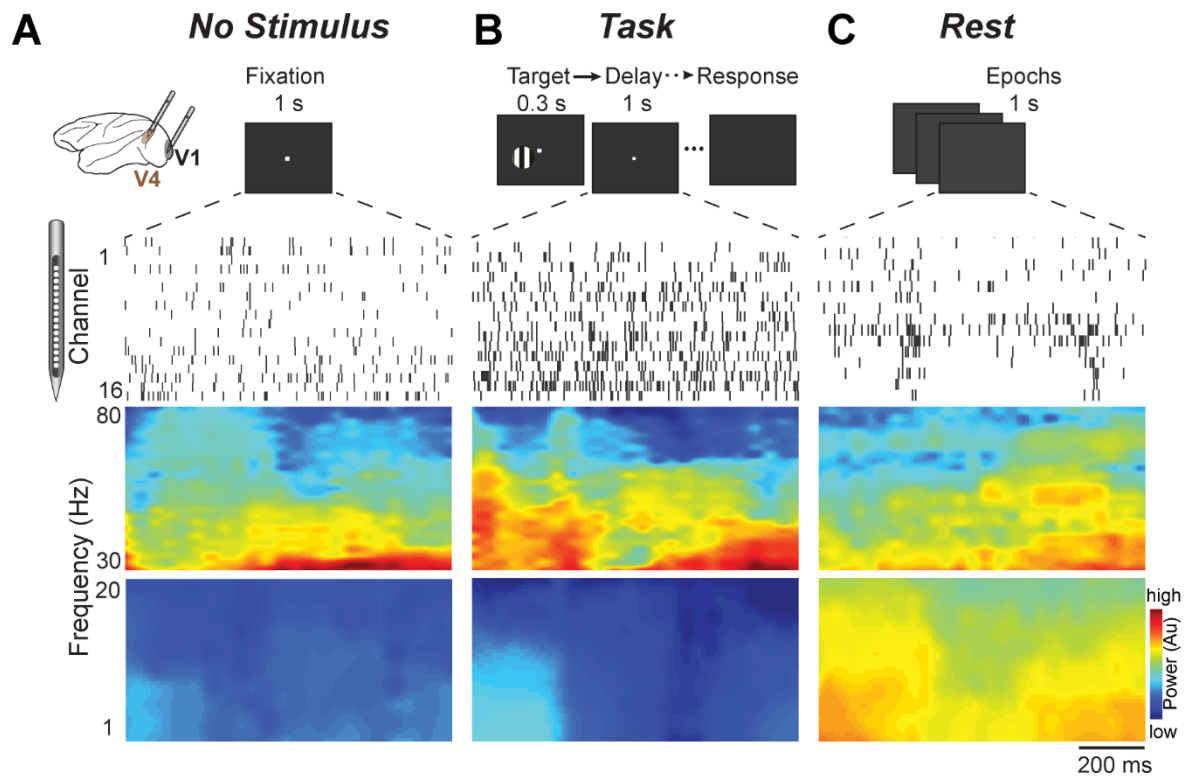 A
No Stimulus
B
Task
C
Rest
Fixation
1 s
Target
Delay
Response
0.3 s
1 s
Epochs
1 s
V1
V4
Channel
1
16
Frequency (Hz)
80
30
20
1
high
Power (Au)
low
200 ms